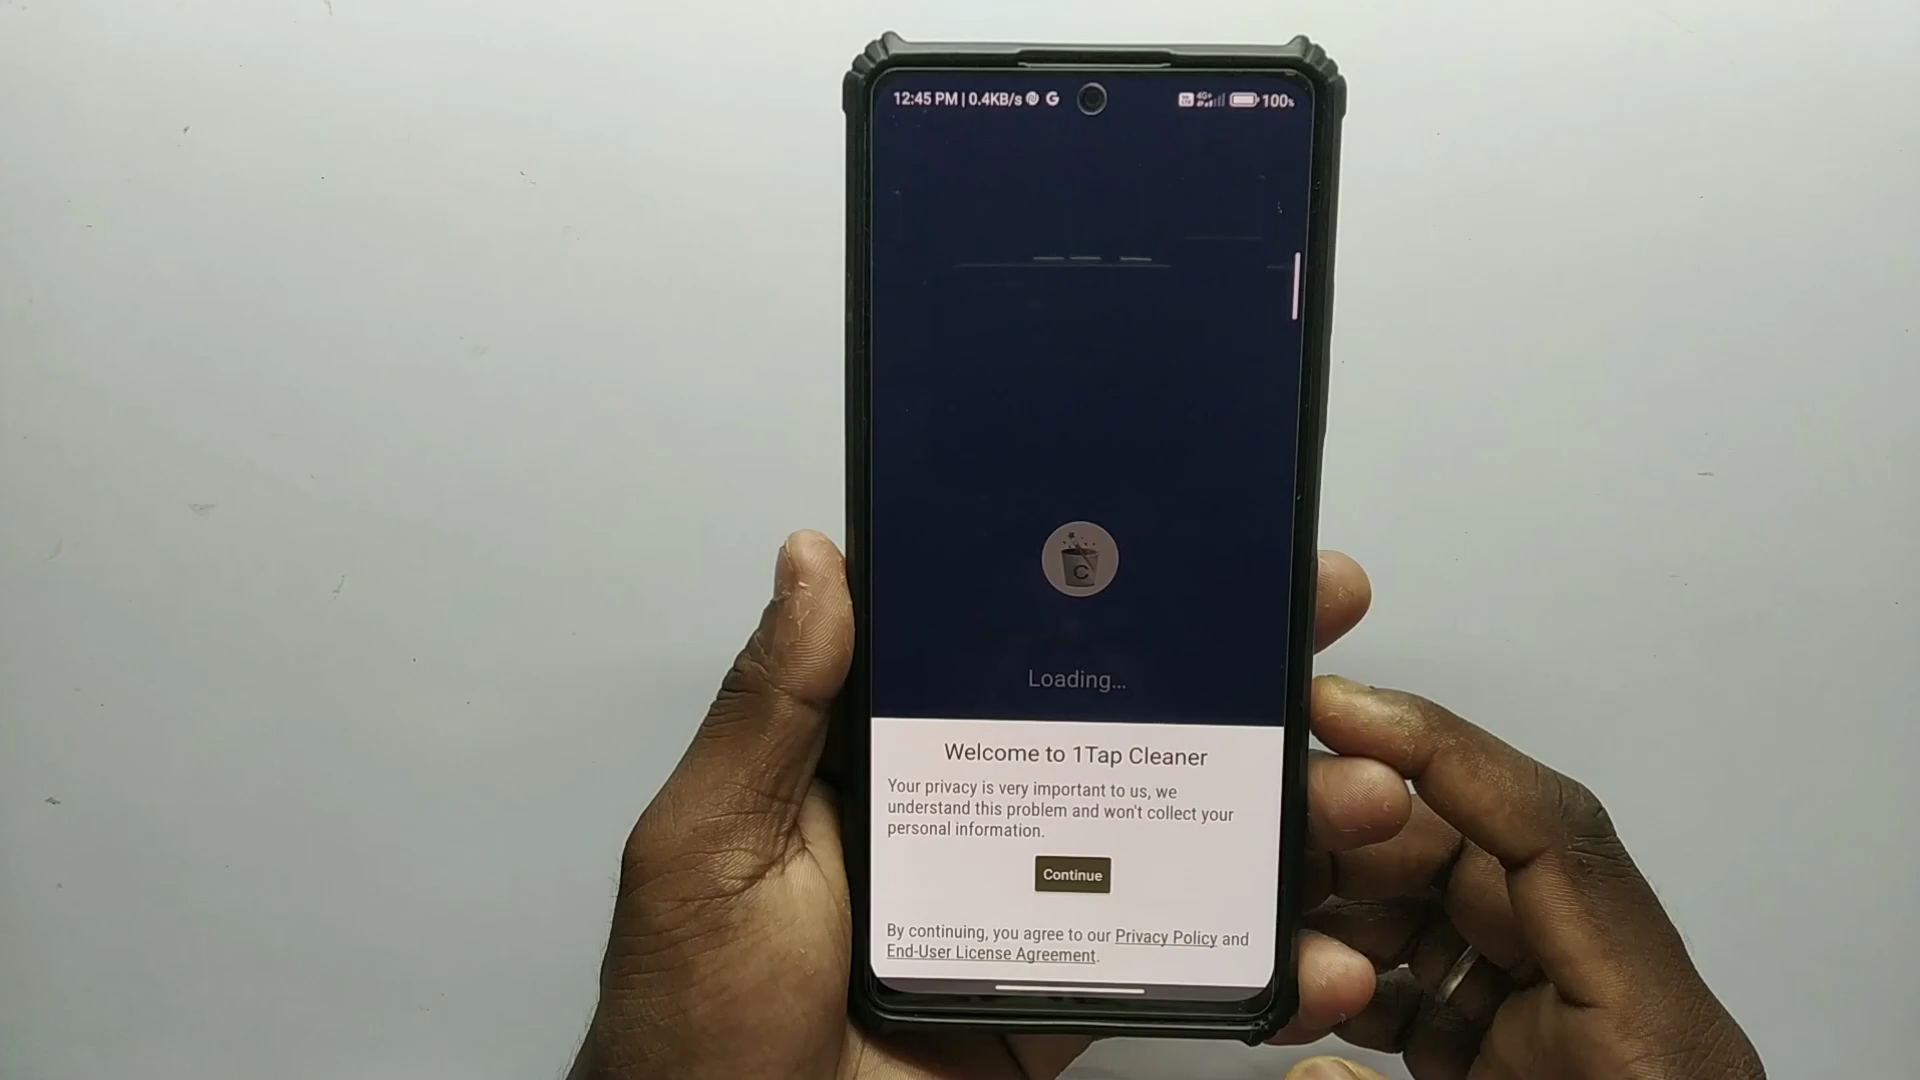 12:45 PM | 0.4KB/s G 4G+ 100%
C
Loading...
Welcome to 1Tap Cleaner
Your privacy is very important to us, we
understand this problem and won't collect your
personal information.
Continue
By continuing, you agree to our Privacy Policy and
End-User License Agreement.